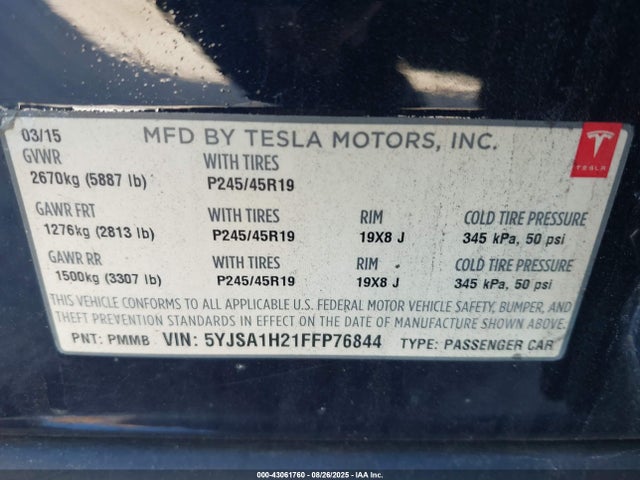 03/15 MFD BY TESLA MOTORS, INC.
GVWR WITH TIRES
2670kg (5887 lb) P245/45R19
TESLA
GAWR FRT WITH TIRES RIM COLD TIRE PRESSURE
1276kg (2813 lb) P245/45R19 19X8 J 345 kPa, 50 psi
GAWR RR WITH TIRES RIM COLD TIRE PRESSURE
1500kg (3307 lb) P245/45R19 19X8 J 345 kPa, 50 psi
THIS VEHICLE CONFORMS TO ALL APPLICABLE U.S. FEDERAL MOTOR VEHICLE SAFETY, BUMPER, AND
THEFT PREVENTION STANDARDS IN EFFECT ON THE DATE OF MANUFACTURE SHOWN ABOVE.
PNT: PMMB VIN: 5YJSA1H21FFP76844 TYPE: PASSENGER CAR
000-43061760 - 08/26/2025 - IAA Inc.